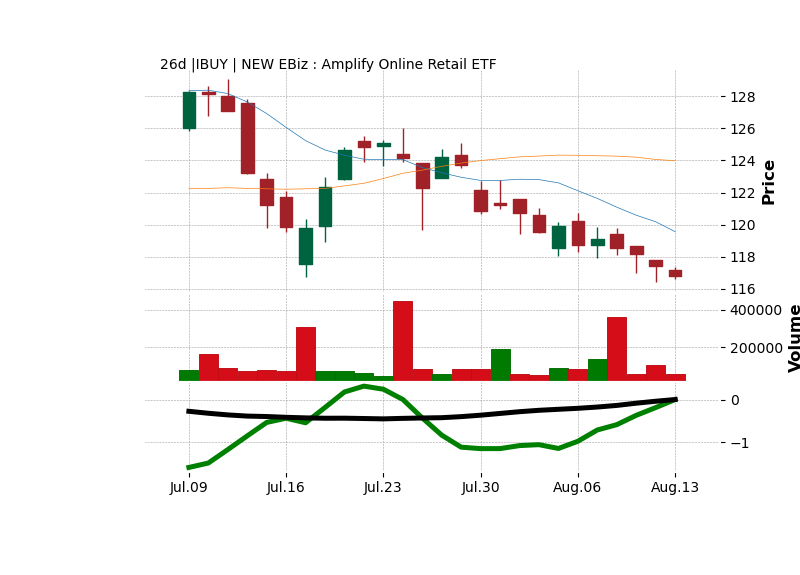 26d |IBUY | NEW EBiz : Amplify Online Retail ETF
128
126
124
122
120
118
116
Price
400000
200000
Volume
0
−1
Jul.09 Jul.16 Jul.23 Jul.30 Aug.06 Aug.13